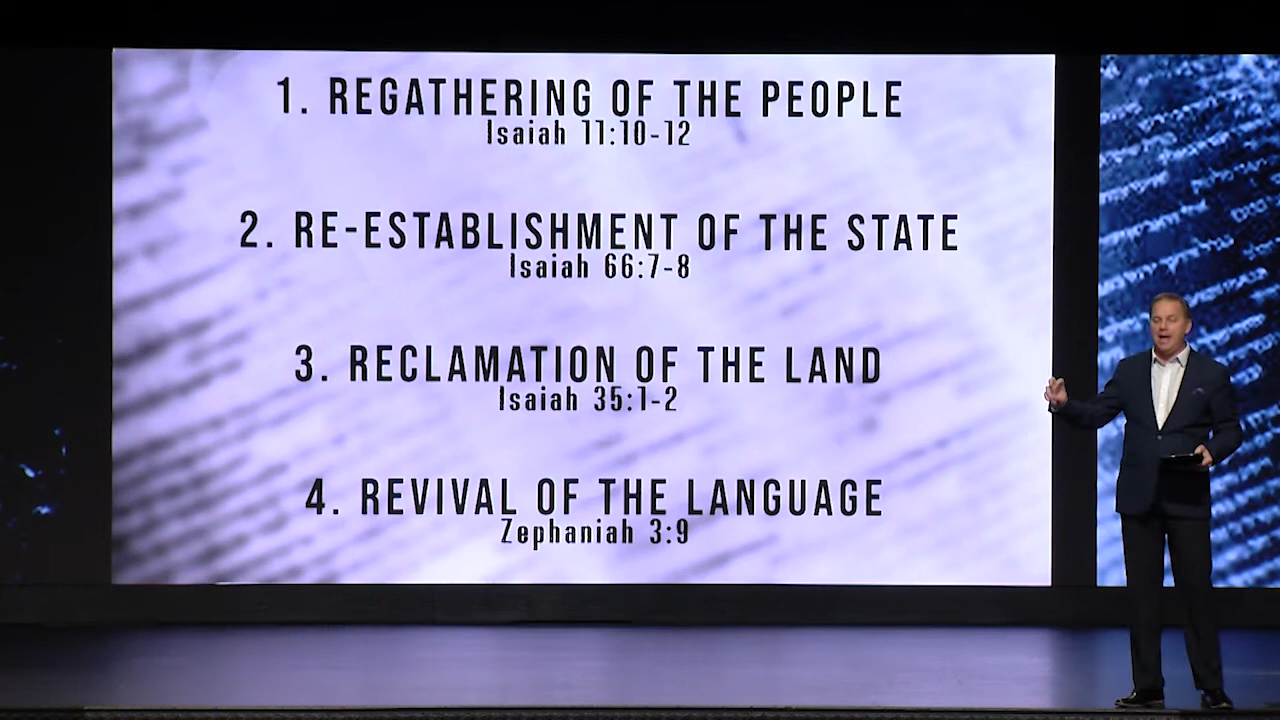 1. REGATHERING OF THE PEOPLE
Isaiah 11:10-12
2. RE-ESTABLISHMENT OF THE STATE
Isaiah 66:7-8
3. RECLAMATION OF THE LAND
Isaiah 35:1-2
4. REVIVAL OF THE LANGUAGE
Zephaniah 3:9